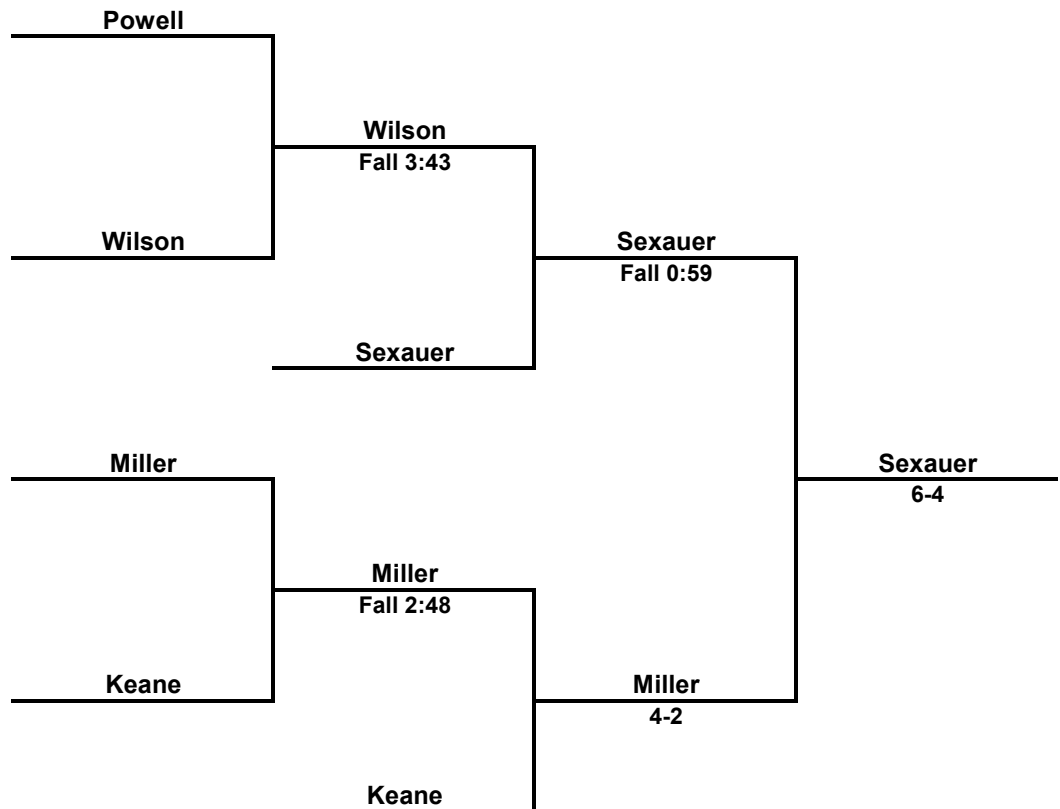 Powell
Wilson
Fall 3:43
Wilson
Sexauer
Fall 0:59
Sexauer
Miller
Sexauer
6-4
Miller
Fall 2:48
Keane
Miller
4-2
Keane